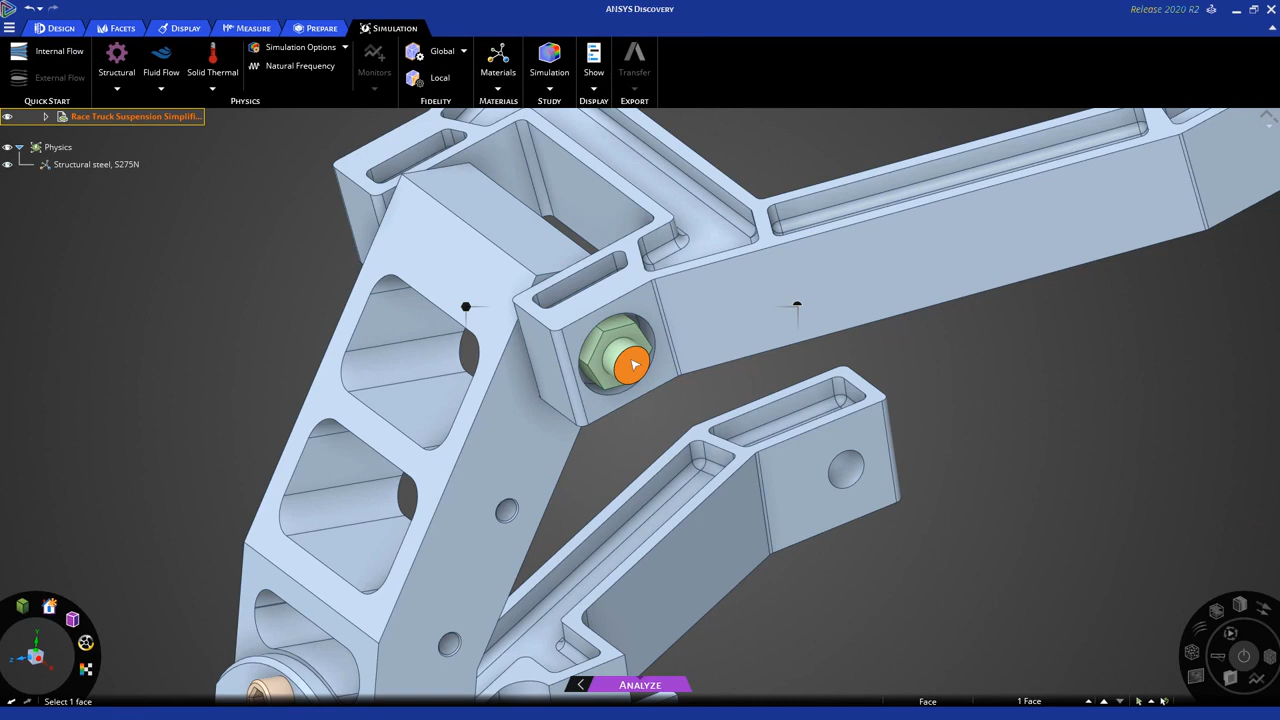 ANSYS Discovery
Release 2020 R2
DESIGN
FACETS
DISPLAY
MEASURE
PREPARE
SIMULATION
Internal Flow
External Flow
QUICK START
Structural
Fluid Flow
Solid Thermal
Simulation Options
Natural Frequency
PHYSICS
Monitors
Global
Local
FIDELITY
Materials
MATERIALS
Simulation
STUDY
Show
DISPLAY
Transfer
EXPORT
Race Truck Suspension Simplifi...
Physics
Structural steel, S275N
ANALYZE
Select 1 face
Face
1 Face